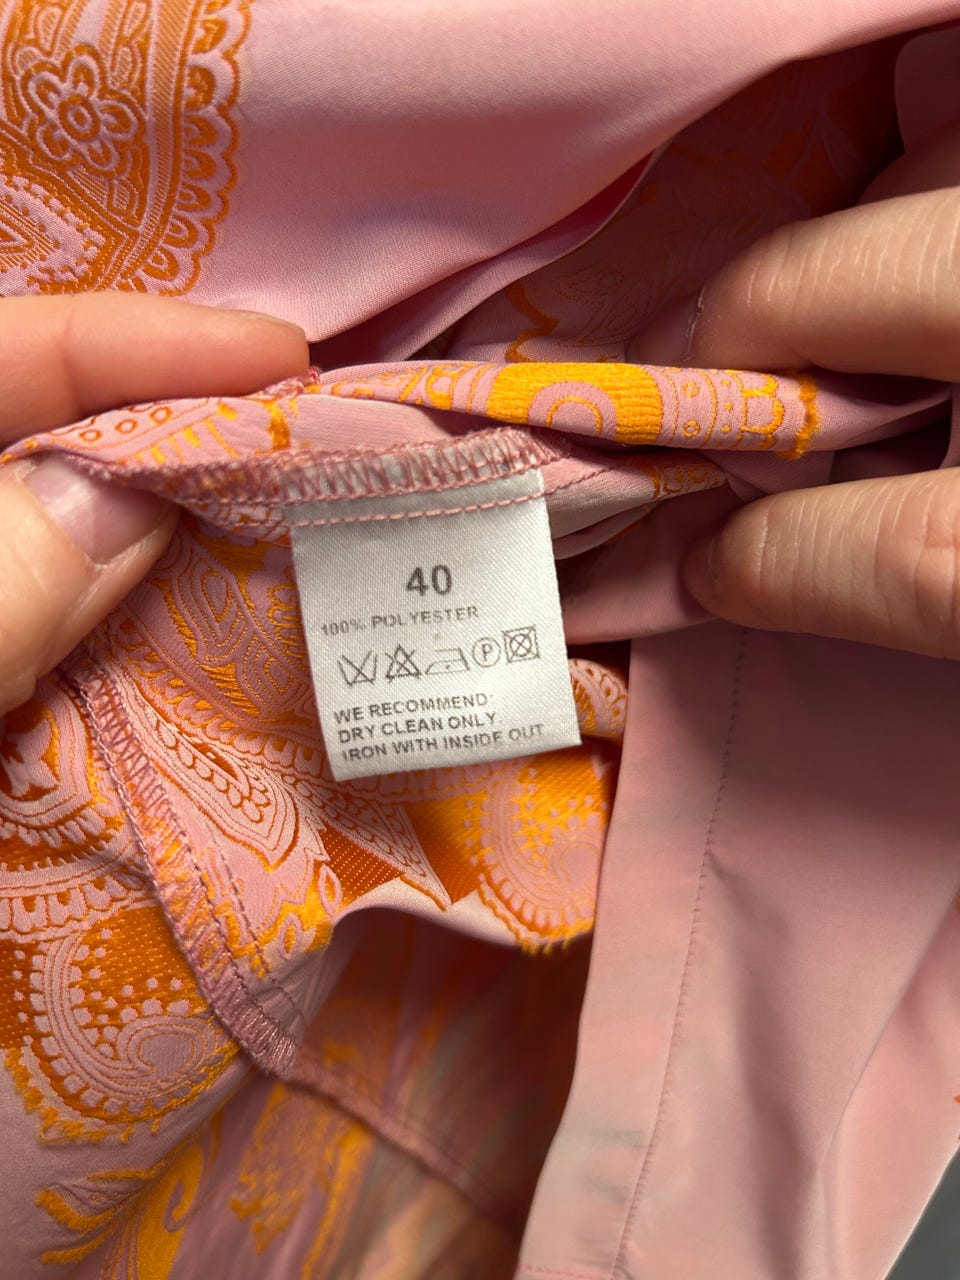 40
100% POLYESTER
P
WE RECOMMEND:
DRY CLEAN ONLY
IRON WITH INSIDE OUT